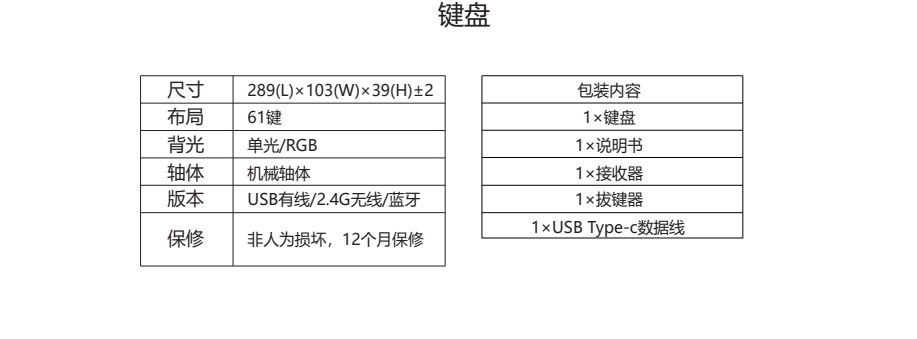 键盘
尺寸 289(L)×103(W)×39(H)±2
布局 61键
背光 单光/RGB
轴体 机械轴体
版本 USB有线/2.4G无线/蓝牙
保修 非人为损坏，12个月保修
包装内容
1×键盘
1×说明书
1×接收器
1×拔键器
1×USB Type-c数据线